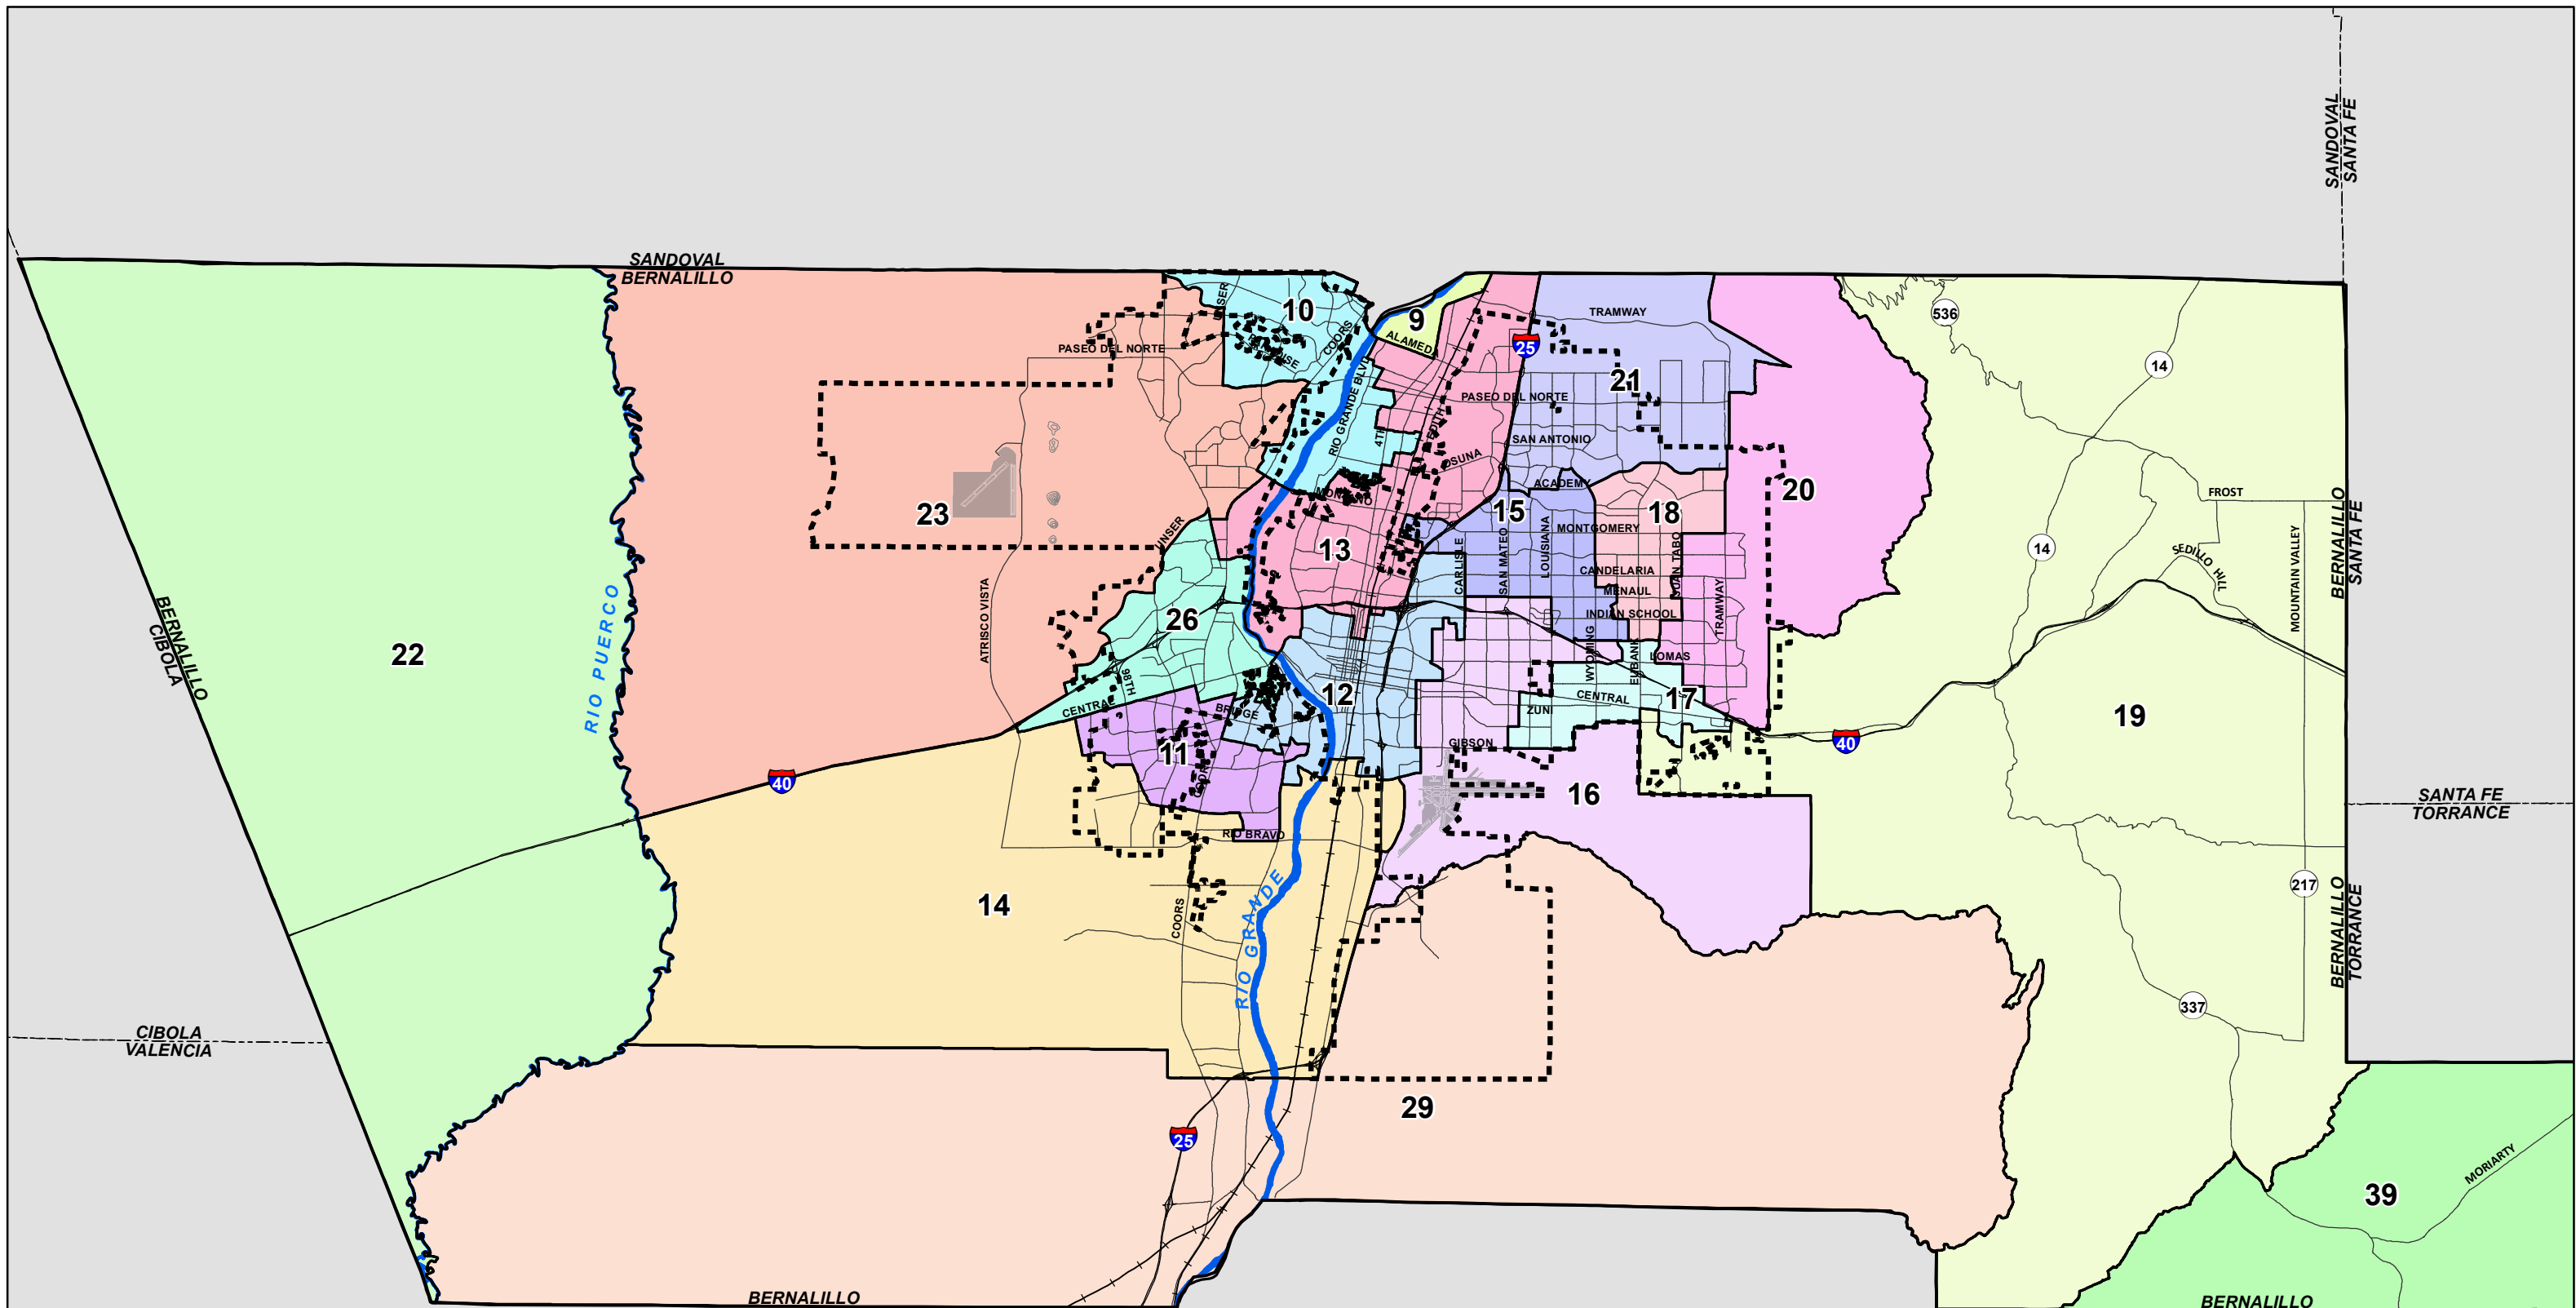 SANDOVAL
SANTA FE
SANDOVAL
BERNALILLO
10
UNSER
COORS
9
ALAMEDA
536
TRAMWAY
25
14
PASEO DEL NORTE
RIO GRANDE BLVD
21
PASEO DEL NORTE
4TH
EDITH
SAN ANTONIO
OSUNA
ACADEMY
MONTANO
20
FROST
BERNALILLO
SANTA FE
23
15
18
MONTGOMERY
UNSER
13
CARLISLE
SAN MATEO
LOUISIANA
JUAN TABO
14
SEDILLO HILL
MOUNTAIN VALLEY
CANDELARIA
MENAUL
INDIAN SCHOOL
TRAMWAY
ATRISCO VISTA
26
BERNALILLO
CIBOLA
22
RIO PUERCO
WYOMING
EUBANK
LOMAS
98TH
CENTRAL
12
CENTRAL
17
ZUNI
BRIDGE
19
11
GIBSON
40
40
COORS
16
SANTA FE
TORRANCE
RIO BRAVO
14
COORS
RIO GRANDE
217
BERNALILLO
TORRANCE
337
CIBOLA
VALENCIA
29
25
MORIARTY
39
BERNALILLO
BERNALILLO